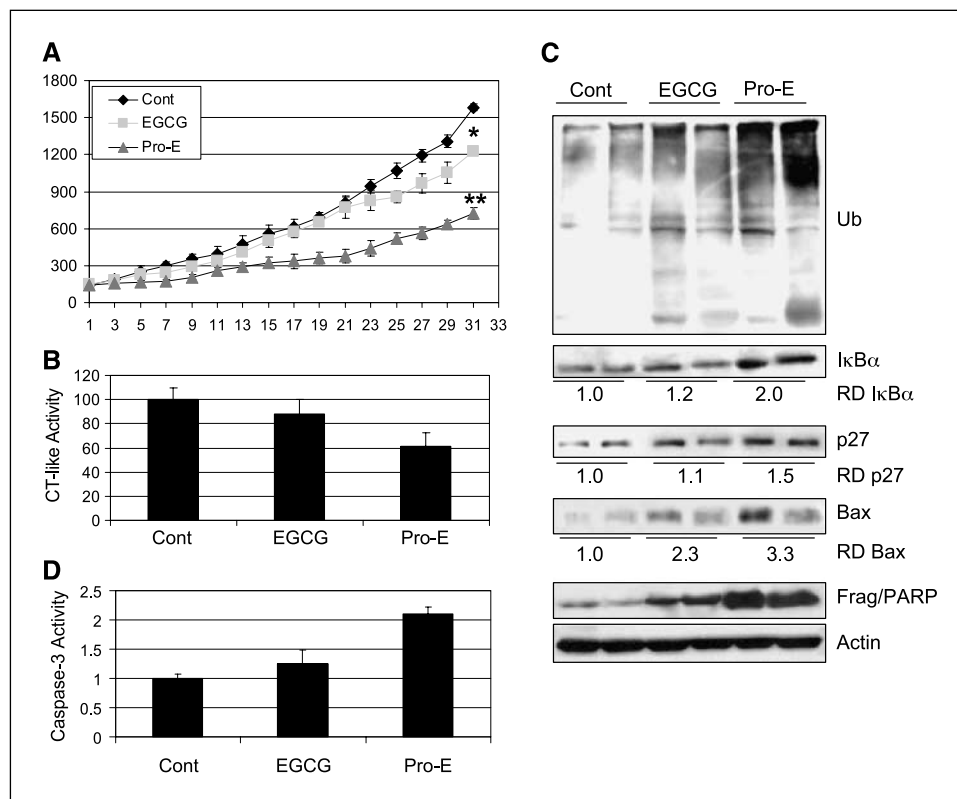 A
1800
1500
1200
900
600
300
0
Cont
EGCG
Pro-E
*
**
1 3 5 7 9 11 13 15 17 19 21 23 25 27 29 31 33
B
CT-like Activity
120
100
80
60
40
20
0
Cont EGCG Pro-E
D
Caspase-3 Activity
2.5
2
1.5
1
0.5
0
Cont EGCG Pro-E
C
Cont EGCG Pro-E
Ub
IκBα
1.0 1.2 2.0 RD IκBα
p27
1.0 1.1 1.5 RD p27
Bax
1.0 2.3 3.3 RD Bax
Frag/PARP
Actin